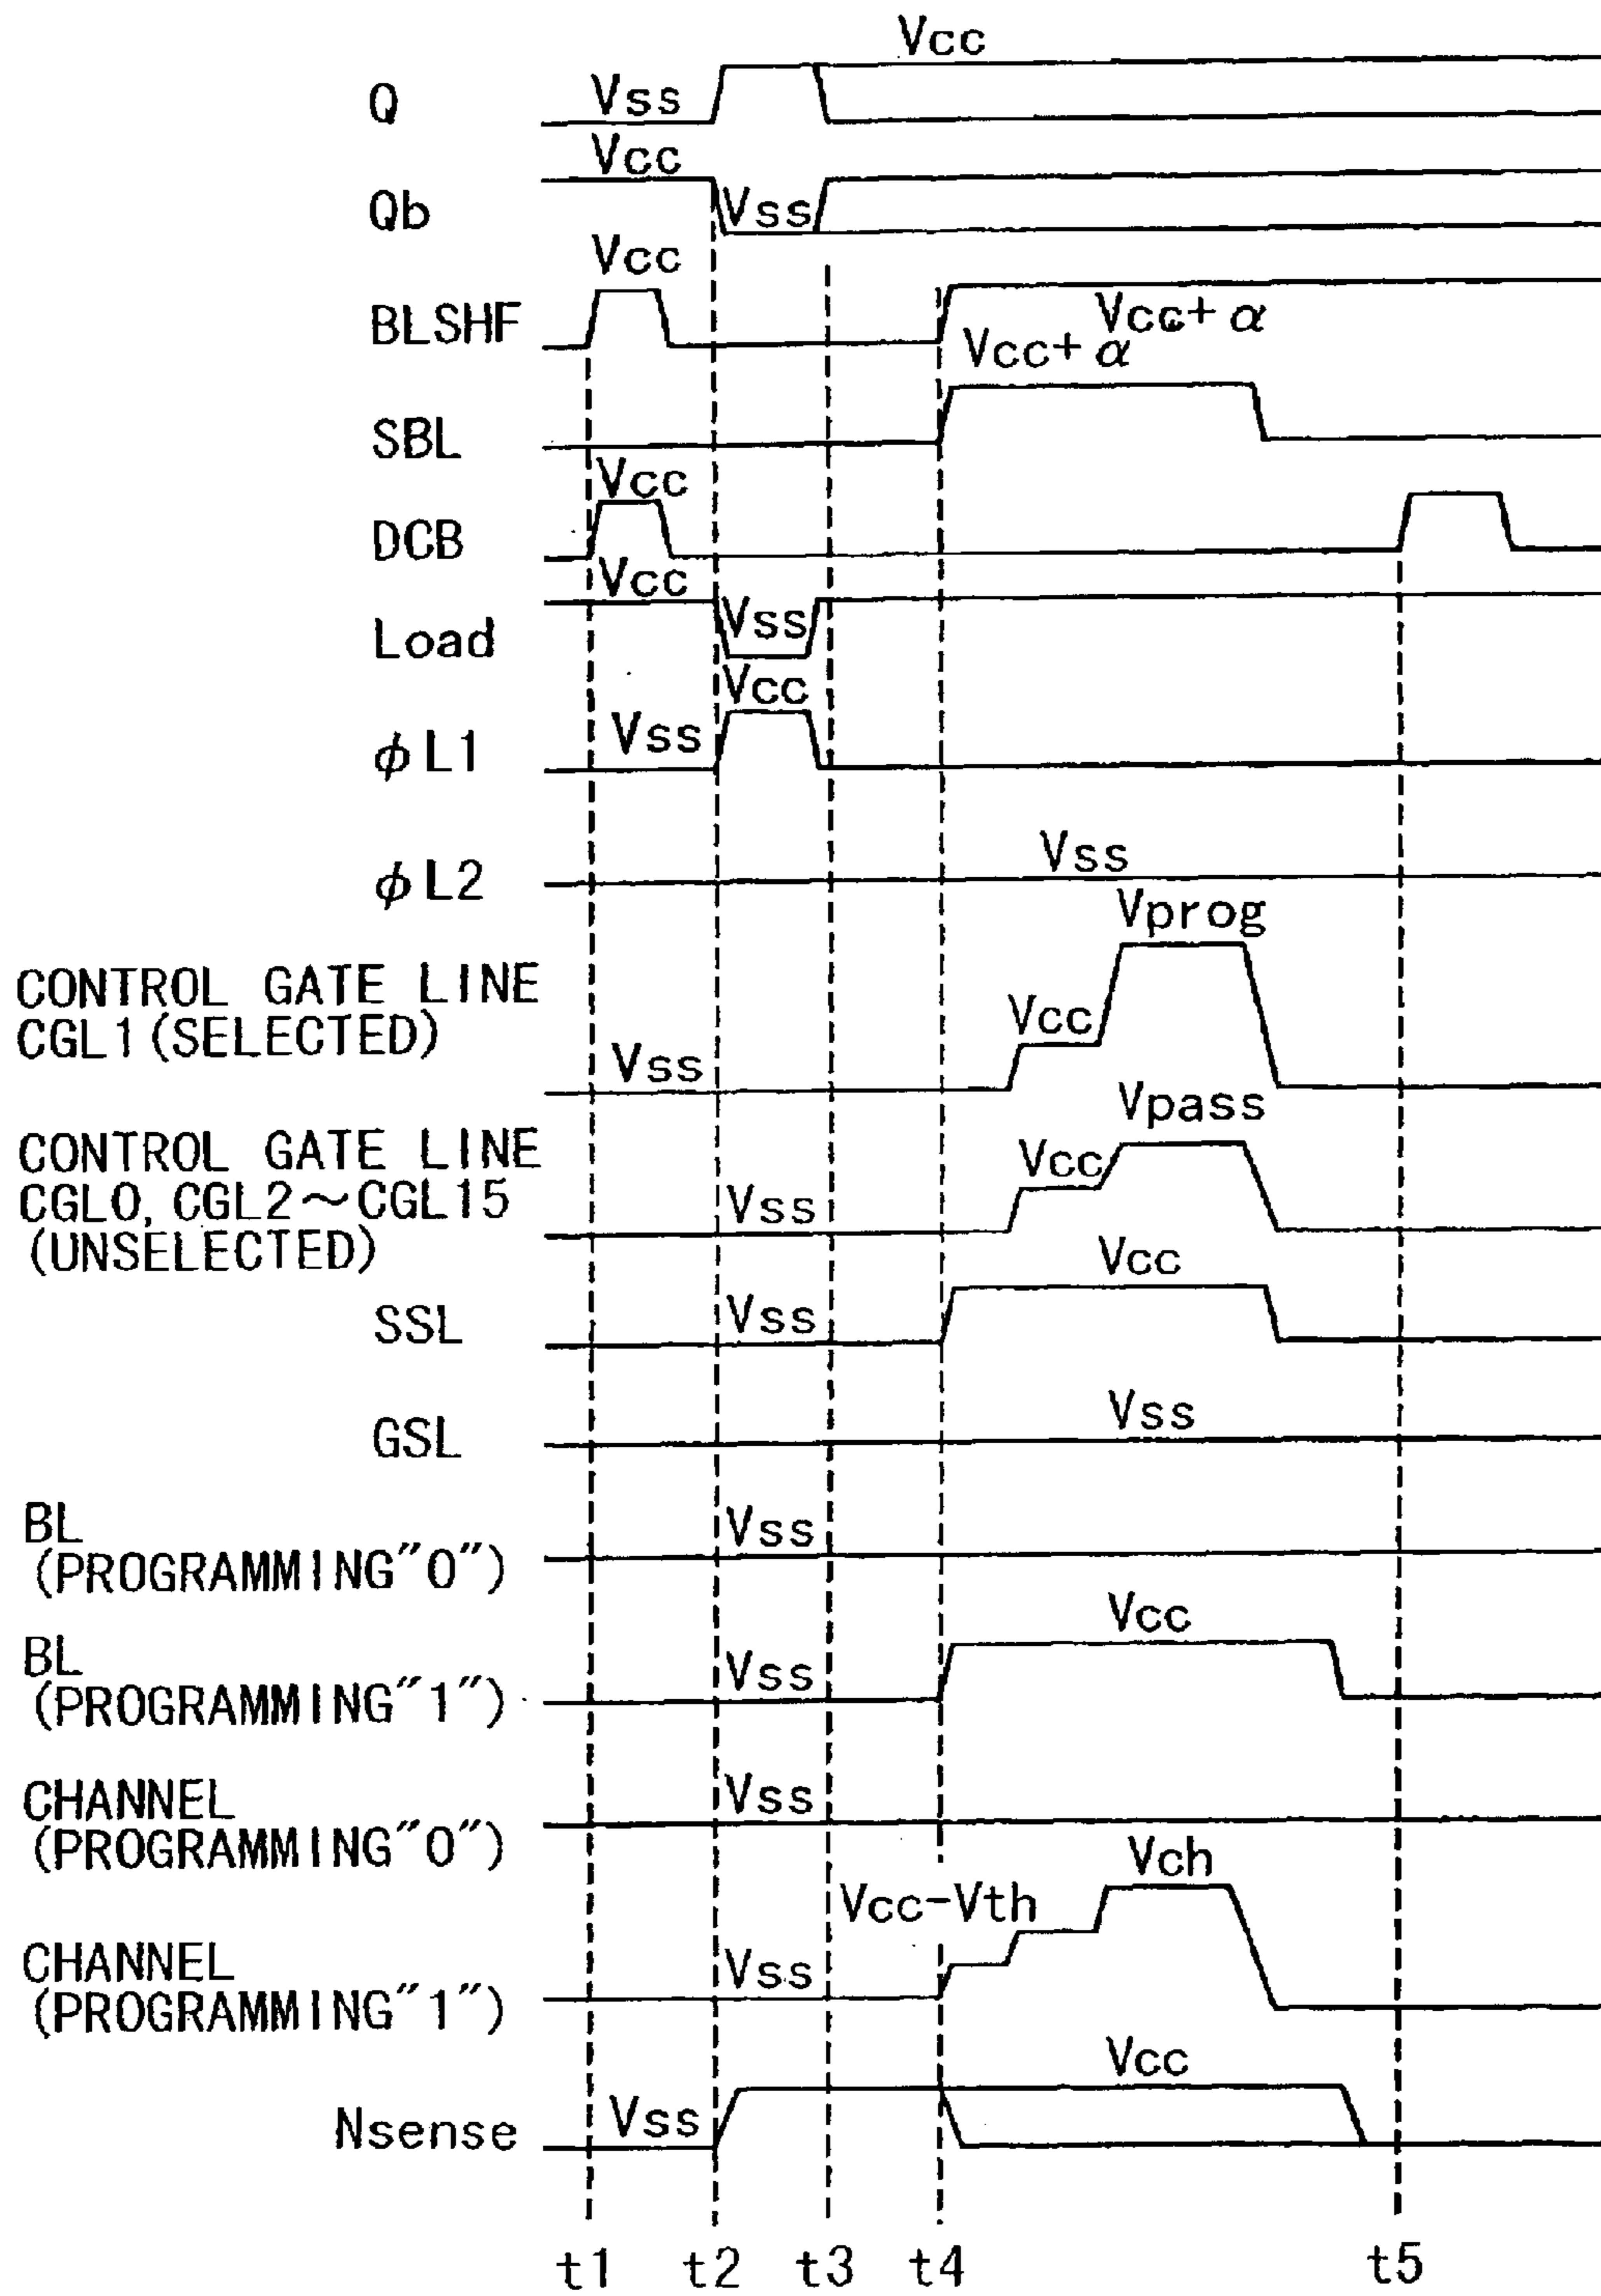 Vcc
Q Vss
Vcc
Qb Vss
Vcc
BLSHF Vcc+α
Vcc+α
SBL
Vcc
DCB
Vcc
Load Vss
Vcc
φL1 Vss
φL2 Vss
Vprog
CONTROL GATE LINE
CGL1(SELECTED) Vss Vcc
Vpass
CONTROL GATE LINE
CGL0, CGL2～CGL15
(UNSELECTED) Vss Vcc
Vcc
SSL Vss
GSL Vss
BL
(PROGRAMMING"0") Vss
BL
(PROGRAMMING"1") Vss Vcc
CHANNEL
(PROGRAMMING"0") Vss
Vch
Vcc-Vth
CHANNEL
(PROGRAMMING"1") Vss
Vcc
Nsense Vss
t1 t2 t3 t4 t5